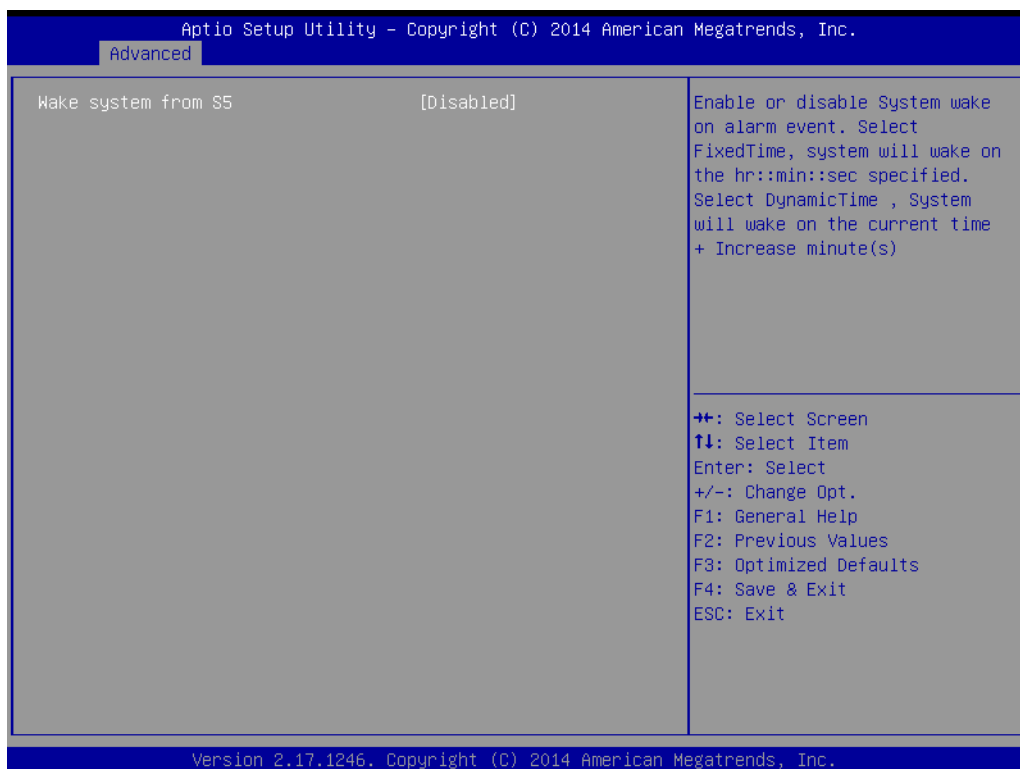 Aptio Setup Utility – Copyright (C) 2014 American Megatrends, Inc.
Advanced
Wake system from S5 [Disabled]
Enable or disable System wake
on alarm event. Select
FixedTime, system will wake on
the hr::min::sec specified.
Select DynamicTime , System
will wake on the current time
+ Increase minute(s)
→←: Select Screen
↑↓: Select Item
Enter: Select
+/-: Change Opt.
F1: General Help
F2: Previous Values
F3: Optimized Defaults
F4: Save & Exit
ESC: Exit
Version 2.17.1246. Copyright (C) 2014 American Megatrends, Inc.